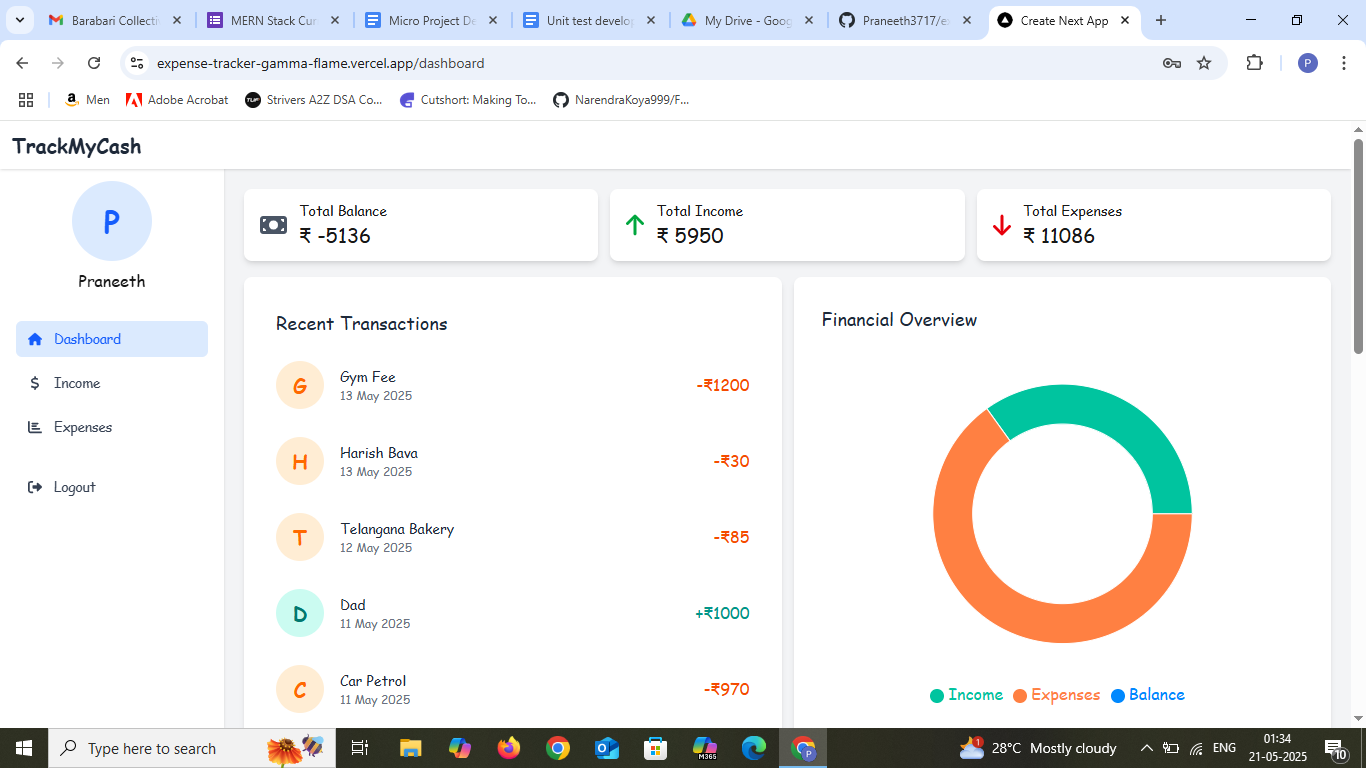 Barabari Collecti
MERN Stack Cur
Micro Project De
Unit test develop
My Drive - Goog
Praneeth3717/ex
Create Next App
expense-tracker-gamma-flame.vercel.app/dashboard
P
Men
Adobe Acrobat
Strivers A2Z DSA Co...
Cutshort: Making To...
NarendraKoya999/F...
TrackMyCash
P
Praneeth
Dashboard
Income
Expenses
Logout
Total Balance
₹ -5136
Total Income
₹ 5950
Total Expenses
₹ 11086
Recent Transactions
G
Gym Fee
13 May 2025
-₹1200
H
Harish Bava
13 May 2025
-₹30
T
Telangana Bakery
12 May 2025
-₹85
D
Dad
11 May 2025
+₹1000
C
Car Petrol
11 May 2025
-₹970
Financial Overview
Income
Expenses
Balance
Type here to search
M365
P
1
28°C Mostly cloudy
ENG
01:34
21-05-2025
10